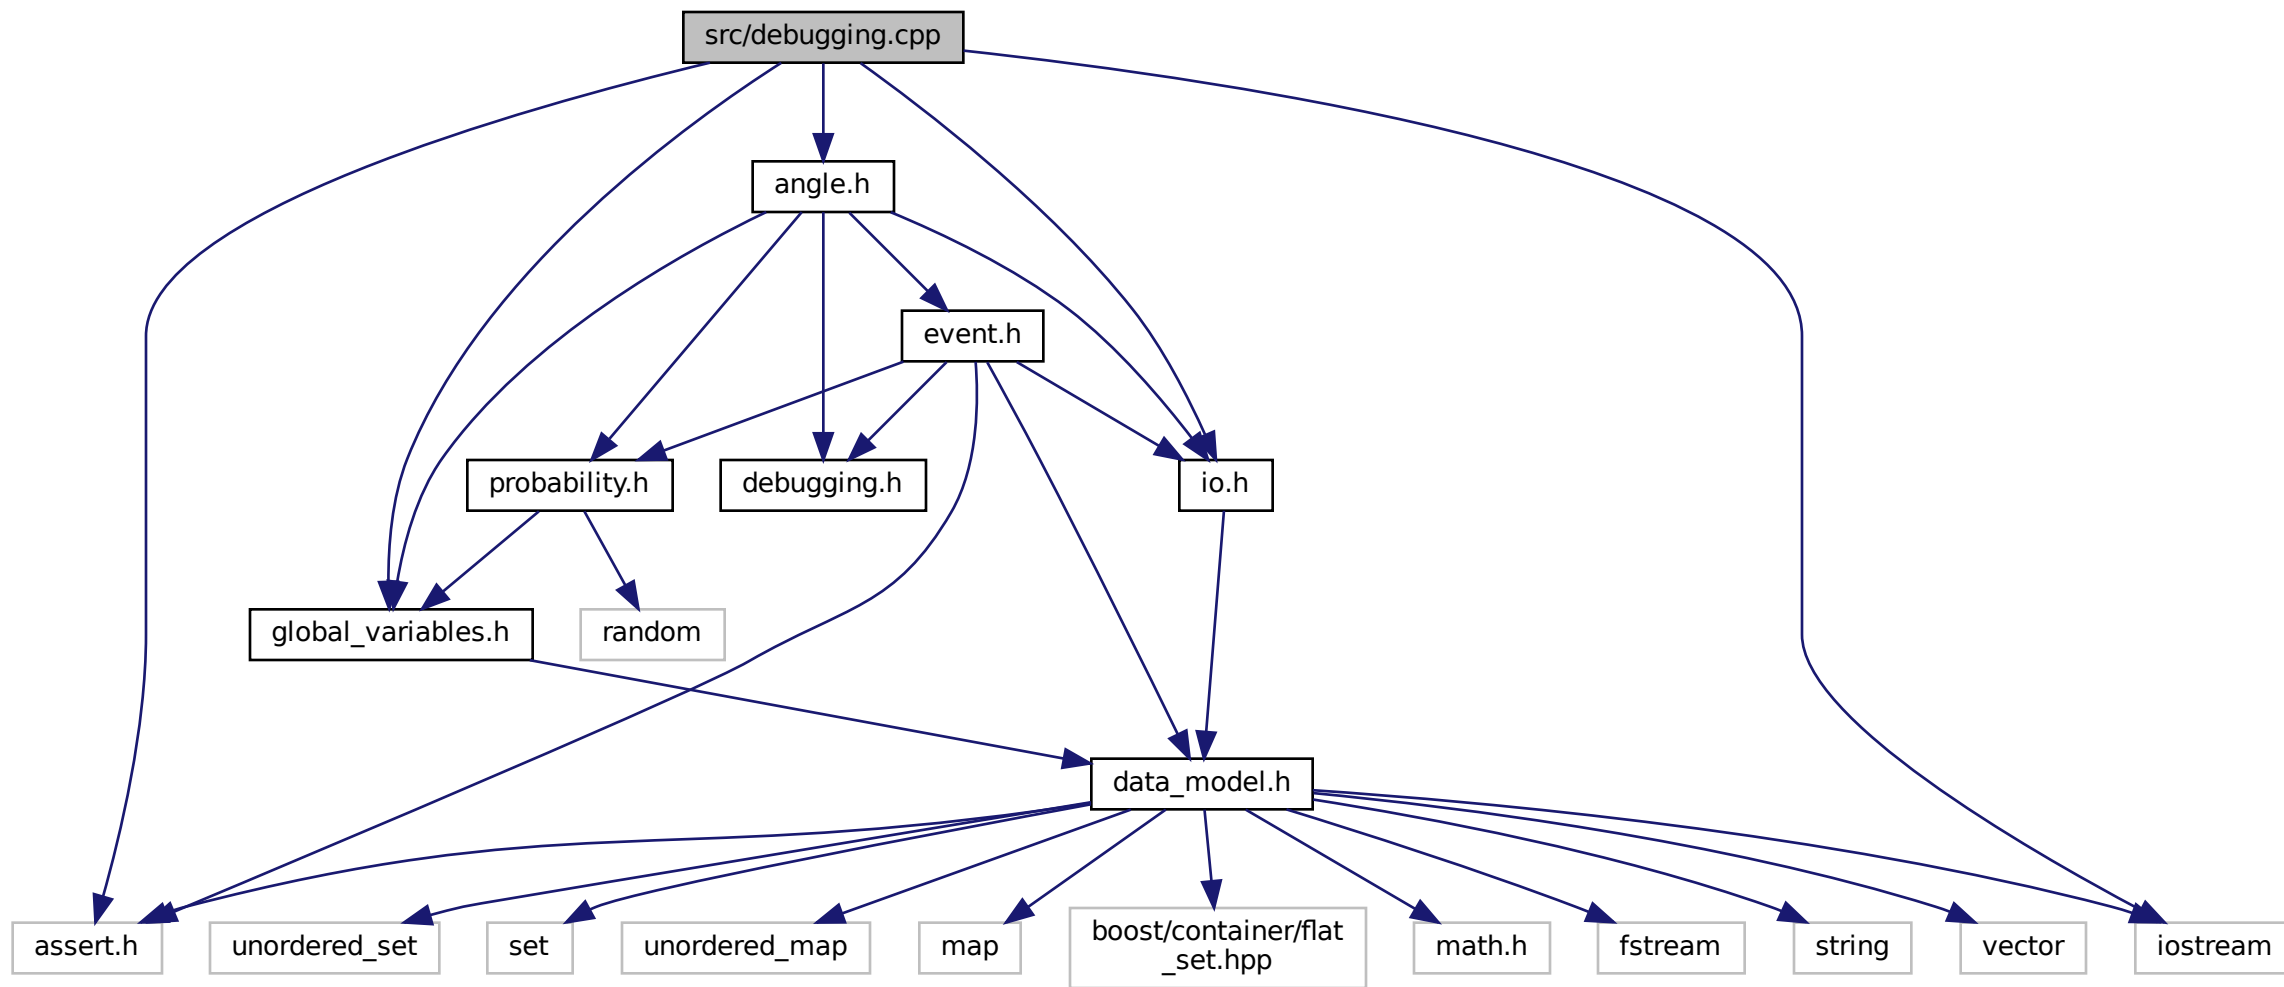 src/debugging.cpp
angle.h
event.h
probability.h
debugging.h
io.h
global_variables.h
random
data_model.h
assert.h
unordered_set
set
unordered_map
map
boost/container/flat
_set.hpp
math.h
fstream
string
vector
iostream